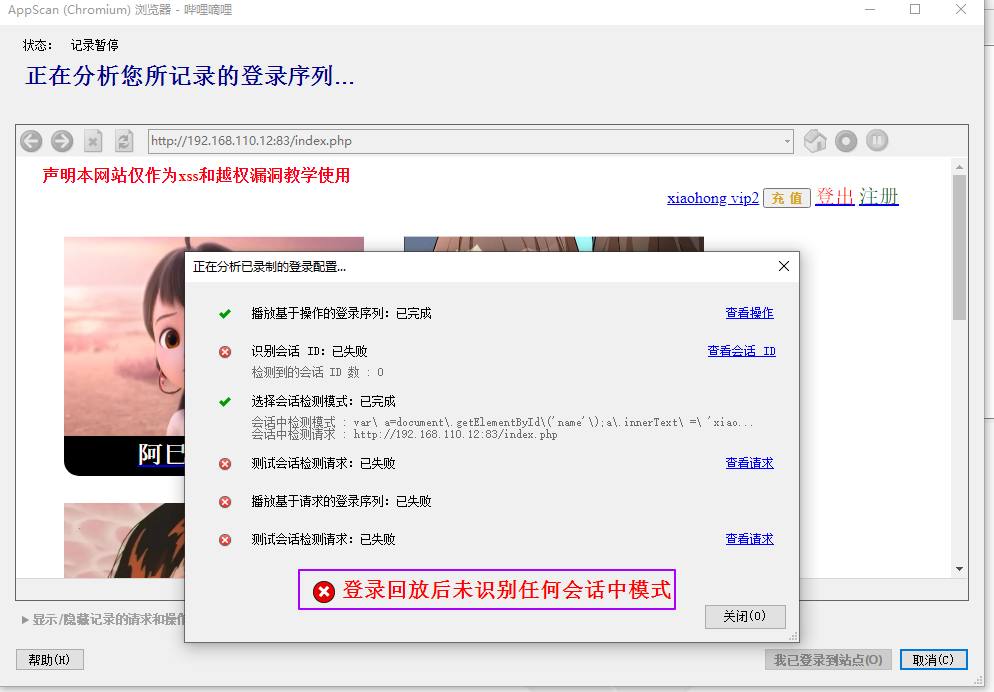 AppScan (Chromium) 浏览器 - 哔哩嘀哩
状态： 记录暂停
正在分析您所记录的登录序列...
http://192.168.110.12:83/index.php
声明本网站仅作为xss和越权漏洞教学使用
xiaohong vip2 充 值 登出 注册
正在分析已录制的登录配置...
播放基于操作的登录序列：已完成 查看操作
识别会话 ID：已失败 查看会话 ID
检测到的会话 ID 数 : 0
选择会话检测模式：已完成
会话中检测模式 : var\ a=document\.getElementById\('name'\);a\.innerText\ =\ 'xiao...
会话中检测请求 : http://192.168.110.12:83/index.php
阿巴
测试会话检测请求：已失败 查看请求
播放基于请求的登录序列：已失败
测试会话检测请求：已失败 查看请求
登录回放后未识别任何会话中模式
关闭(O)
显示/隐藏记录的请求和操作
帮助(H) 我已登录到站点(O) 取消(C)